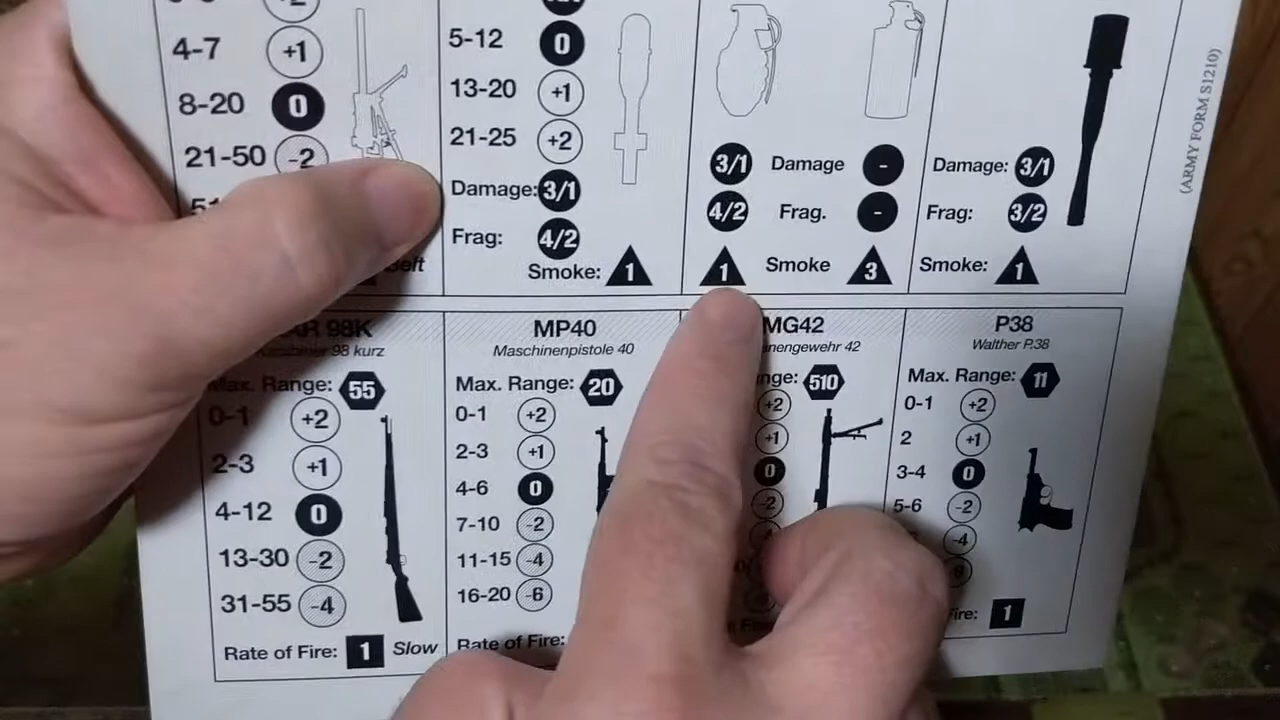 4-7 +1
8-20 0
21-50 -2
5-12 0
13-20 +1
21-25 +2
Damage: 3/1
Frag: 4/2
Smoke: 1
3/1 Damage -
4/2 Frag. -
1 Smoke 3
Damage: 3/1
Frag: 3/2
Smoke: 1
(ARMY FORM S1210)
98K
98 kurz
Max. Range: 55
0-1 +2
2-3 +1
4-12 0
13-30 -2
31-55 -4
Rate of Fire: 1 Slow
MP40
Maschinenpistole 40
Max. Range: 20
0-1 +2
2-3 +1
4-6 0
7-10 -2
11-15 -4
16-20 -6
Rate of Fire:
MG42
42
510
+2
+1
0
-2
P38
Walther P.38
Max. Range: 11
0-1 +2
2 +1
3-4 0
5-6 -2
-4
1